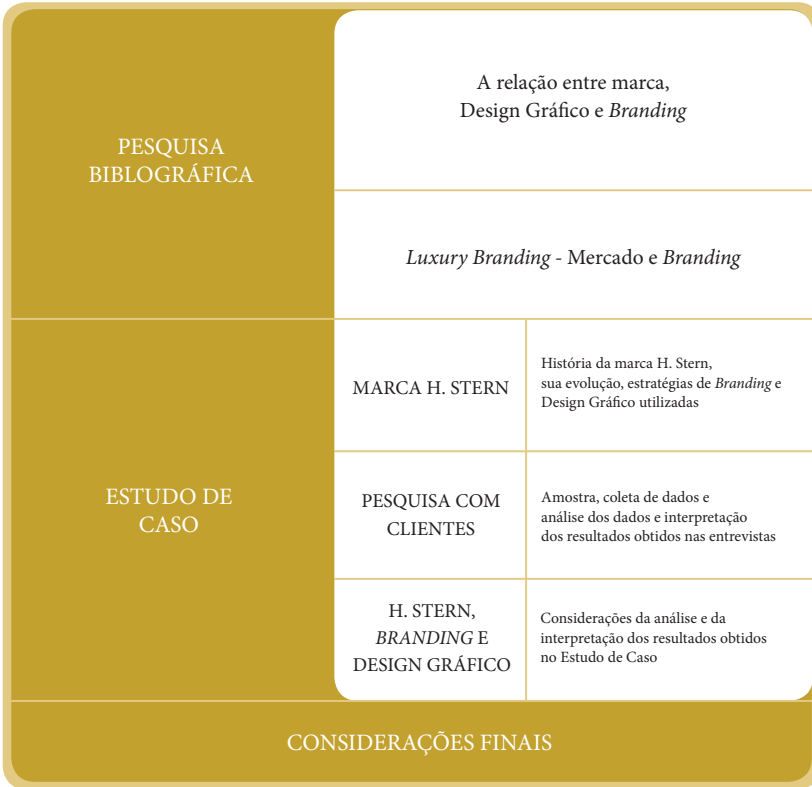 PESQUISA
BIBLOGRÁFICA
A relação entre marca,
Design Gráfico e Branding
Luxury Branding - Mercado e Branding
ESTUDO DE
CASO
MARCA H. STERN
História da marca H. Stern,
sua evolução, estratégias de Branding e
Design Gráfico utilizadas
PESQUISA COM
CLIENTES
Amostra, coleta de dados e
análise dos dados e interpretação
dos resultados obtidos nas entrevistas
H. STERN,
BRANDING E
DESIGN GRÁFICO
Considerações da análise e da
interpretação dos resultados obtidos
no Estudo de Caso
CONSIDERAÇÕES FINAIS